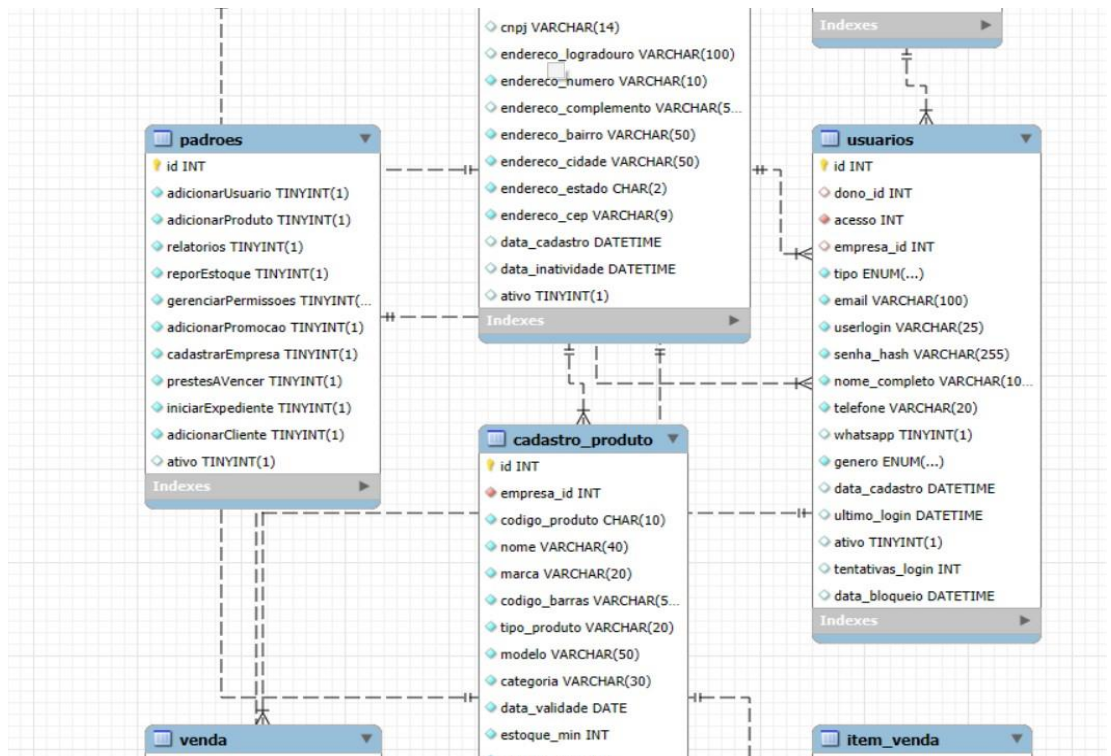 cnpj VARCHAR(14)
endereco_logradouro VARCHAR(100)
endereco_numero VARCHAR(10)
endereco_complemento VARCHAR(5...
endereco_bairro VARCHAR(50)
endereco_cidade VARCHAR(50)
endereco_estado CHAR(2)
endereco_cep VARCHAR(9)
data_cadastro DATETIME
data_inatividade DATETIME
ativo TINYINT(1)
Indexes
Indexes
padroes
id INT
adicionarUsuario TINYINT(1)
adicionarProduto TINYINT(1)
relatorios TINYINT(1)
reporEstoque TINYINT(1)
gerenciarPermissoes TINYINT(...
adicionarPromocao TINYINT(1)
cadastrarEmpresa TINYINT(1)
prestesAVencer TINYINT(1)
iniciarExpediente TINYINT(1)
adicionarCliente TINYINT(1)
ativo TINYINT(1)
Indexes
usuarios
id INT
dono_id INT
acesso INT
empresa_id INT
tipo ENUM(...)
email VARCHAR(100)
userlogin VARCHAR(25)
senha_hash VARCHAR(255)
nome_completo VARCHAR(10...
telefone VARCHAR(20)
whatsapp TINYINT(1)
genero ENUM(...)
data_cadastro DATETIME
ultimo_login DATETIME
ativo TINYINT(1)
tentativas_login INT
data_bloqueio DATETIME
Indexes
cadastro_produto
id INT
empresa_id INT
codigo_produto CHAR(10)
nome VARCHAR(40)
marca VARCHAR(20)
codigo_barras VARCHAR(5...
tipo_produto VARCHAR(20)
modelo VARCHAR(50)
categoria VARCHAR(30)
data_validade DATE
estoque_min INT
venda
item_venda